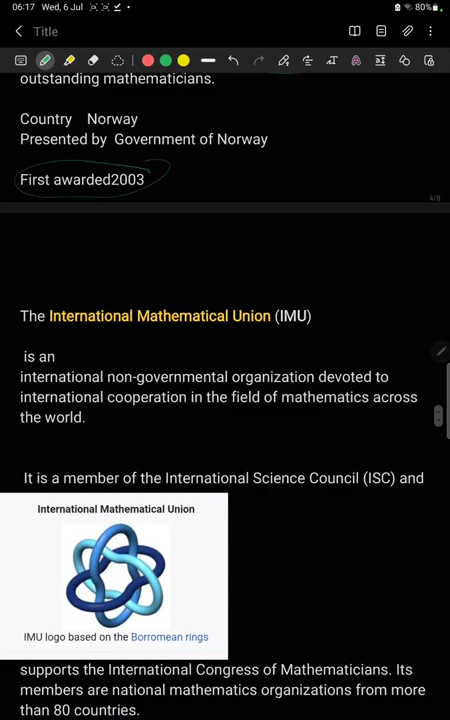 06:17 Wed, 6 Jul
80%
Title
outstanding mathematicians.
Country Norway
Presented by Government of Norway
First awarded2003
4/8
The International Mathematical Union (IMU)
is an
international non-governmental organization devoted to
international cooperation in the field of mathematics across
the world.
It is a member of the International Science Council (ISC) and
International Mathematical Union
IMU logo based on the Borromean rings
supports the International Congress of Mathematicians. Its
members are national mathematics organizations from more
than 80 countries.